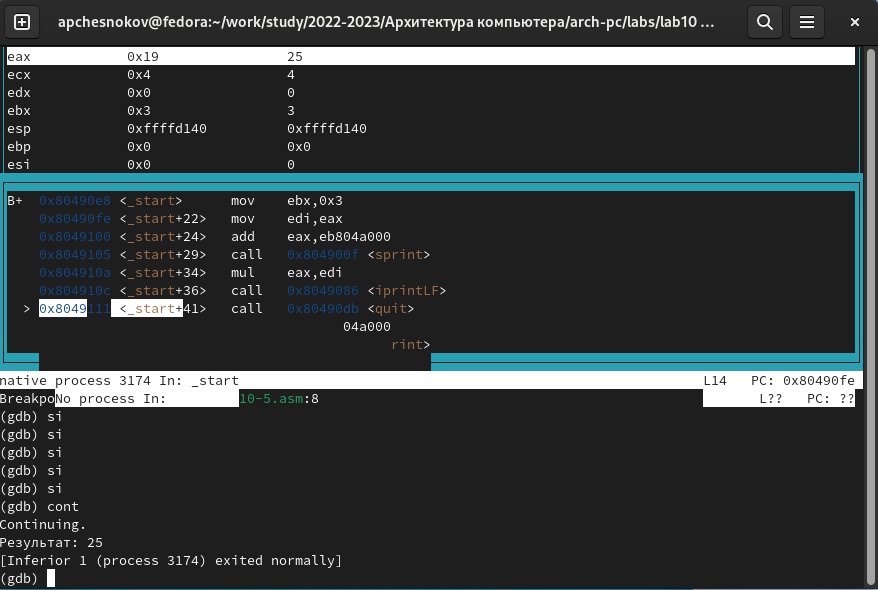 apchesnokov@fedora:~/work/study/2022-2023/Архитектура компьютера/arch-pc/labs/lab10 ...
eax 0x19 25
ecx 0x4 4
edx 0x0 0
ebx 0x3 3
esp 0xffffd140 0xffffd140
ebp 0x0 0x0
esi 0x0 0
B+ 0x80490e8 <_start> mov ebx,0x3
0x80490fe <_start+22> mov edi,eax
0x8049100 <_start+24> add eax,eb804a000
0x8049105 <_start+29> call 0x804900f <sprint>
0x804910a <_start+34> mul eax,edi
0x804910c <_start+36> call 0x8049086 <iprintLF>
> 0x8049111 <_start+41> call 0x80490db <quit>
04a000
rint>
native process 3174 In: _start L14 PC: 0x80490fe
BreakpoNo process In: 10-5.asm:8 L?? PC: ??
(gdb) si
(gdb) si
(gdb) si
(gdb) si
(gdb) si
(gdb) cont
Continuing.
Результат: 25
[Inferior 1 (process 3174) exited normally]
(gdb)